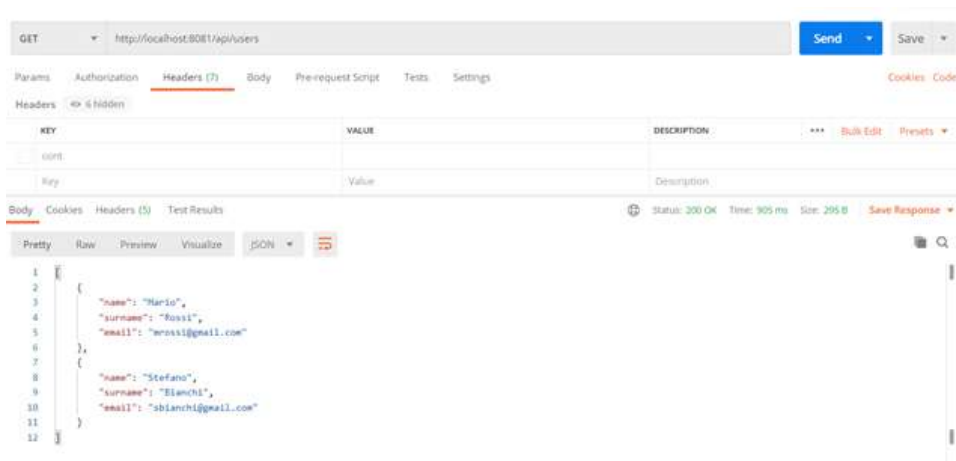 GET http://localhost:8081/api/users Send Save
Params Authorization Headers (7) Body Pre-request Script Tests Settings Cookies Code
Headers 6 hidden
KEY VALUE DESCRIPTION ••• Bulk Edit Presets
cont
Key Value Description
Body Cookies Headers (5) Test Results Status: 200 OK Time: 905 ms Size: 295 B Save Response
Pretty Raw Preview Visualize JSON
1 [
2 {
3 "name": "Mario",
4 "surname": "Rossi",
5 "email": "mrossi@gmail.com"
6 },
7 {
8 "name": "Stefano",
9 "surname": "Bianchi",
10 "email": "sbianchi@gmail.com"
11 }
12 ]